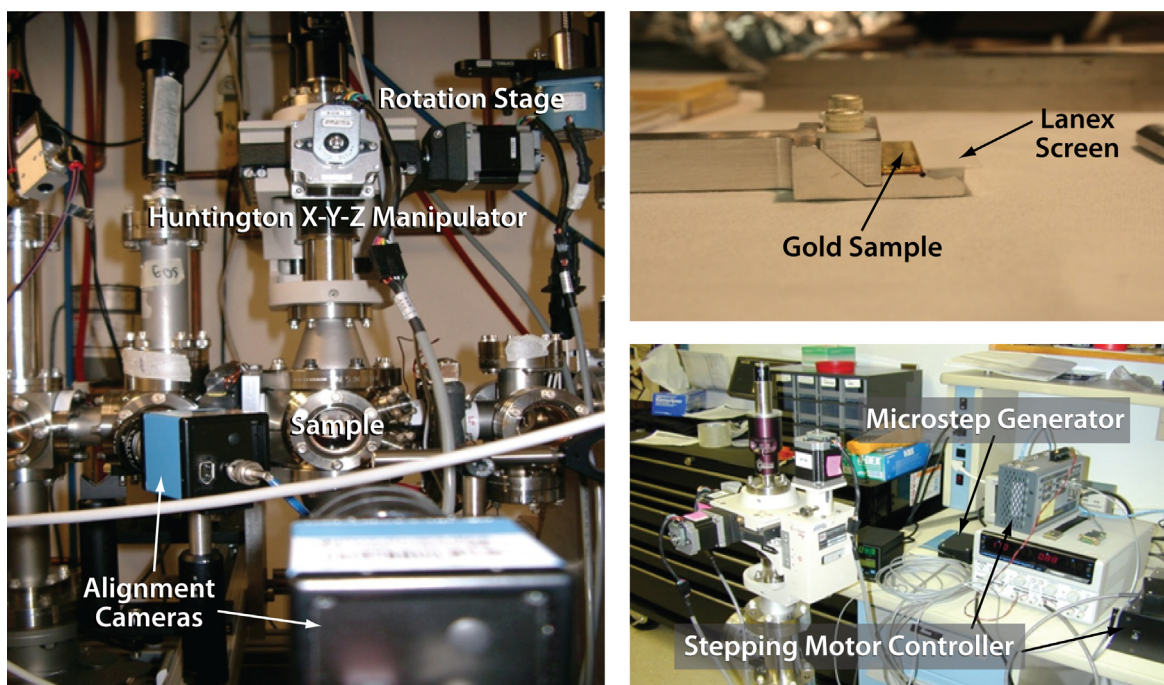 Rotation Stage
Huntington X-Y-Z Manipulator
EOS
Sample
Alignment
Cameras
Lanex
Screen
Gold Sample
Microstep Generator
Stepping Motor Controller